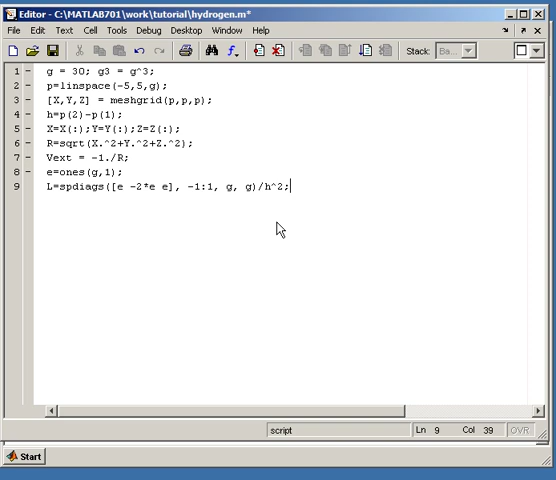 Editor - C:\MATLAB701\work\tutorial\hydrogen.m*
File Edit Text Cell Tools Debug Desktop Window Help
Stack: Ba...
1 - g = 30; g3 = g^3;
2 - p=linspace(-5,5,g);
3 - [X,Y,Z] = meshgrid(p,p,p);
4 - h=p(2)-p(1);
5 - X=X(:);Y=Y(:);Z=Z(:);
6 - R=sqrt(X.^2+Y.^2+Z.^2);
7 - Vext = -1./R;
8 - e=ones(g,1);
9 - L=spdiags([e -2*e e], -1:1, g, g)/h^2;
script Ln 9 Col 39 OVR
Start